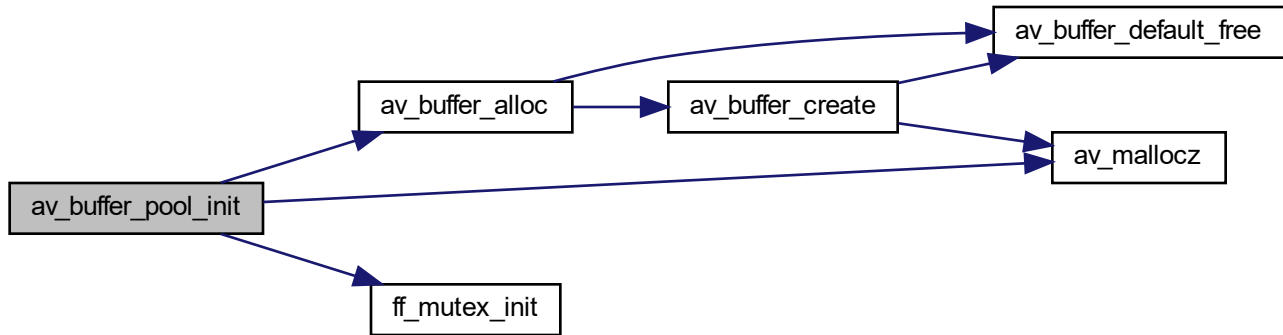 av_buffer_default_free
av_buffer_alloc
av_buffer_create
av_mallocz
av_buffer_pool_init
ff_mutex_init